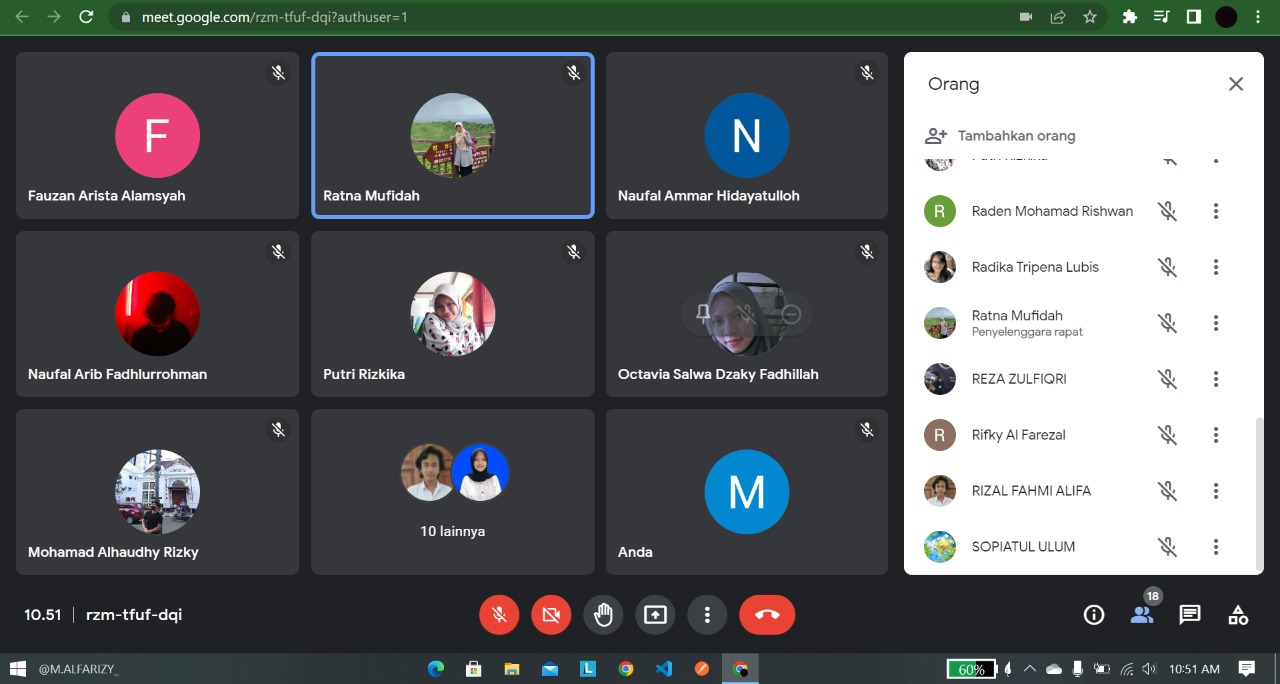 meet.google.com/rzm-tfuf-dqi?authuser=1
F
Fauzan Arista Alamsyah
Ratna Mufidah
N
Naufal Ammar Hidayatulloh
Naufal Arib Fadhlurrohman
Putri Rizkika
Octavia Salwa Dzaky Fadhillah
Mohamad Alhaudhy Rizky
10 lainnya
M
Anda
Orang
Tambahkan orang
R
Raden Mohamad Rishwan
Radika Tripena Lubis
Ratna Mufidah
Penyelenggara rapat
REZA ZULFIQRI
R
Rifky Al Farezal
RIZAL FAHMI ALIFA
SOPIATUL ULUM
10.51
rzm-tfuf-dqi
18
@M.ALFARIZY_
L
60%
10:51 AM